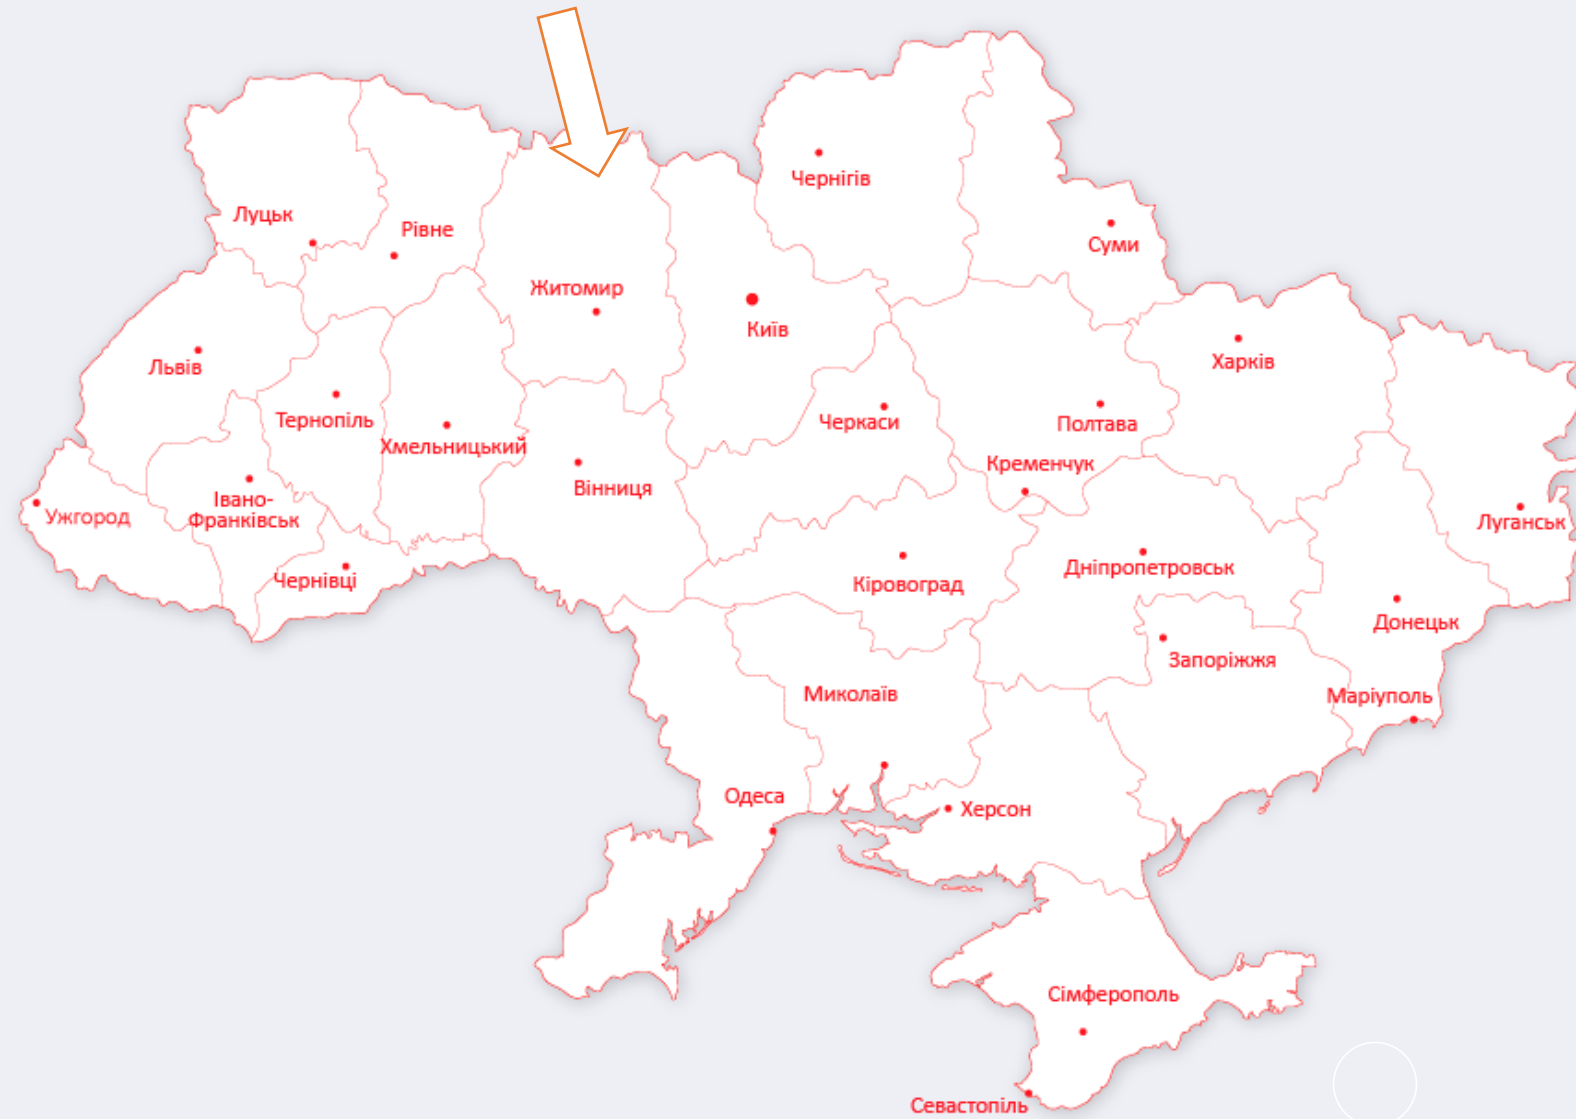 Чернігів
Луцьк
Рівне
Суми
Житомир
Київ
Львів
Харків
Тернопіль
Черкаси
Полтава
Хмельницький
Кременчук
Вінниця
Івано-
Франківськ
Ужгород
Луганськ
Чернівці
Кіровоград
Дніпропетровськ
Донецьк
Запоріжжя
Миколаїв
Маріуполь
Одеса
Херсон
Сімферополь
Севастопіль